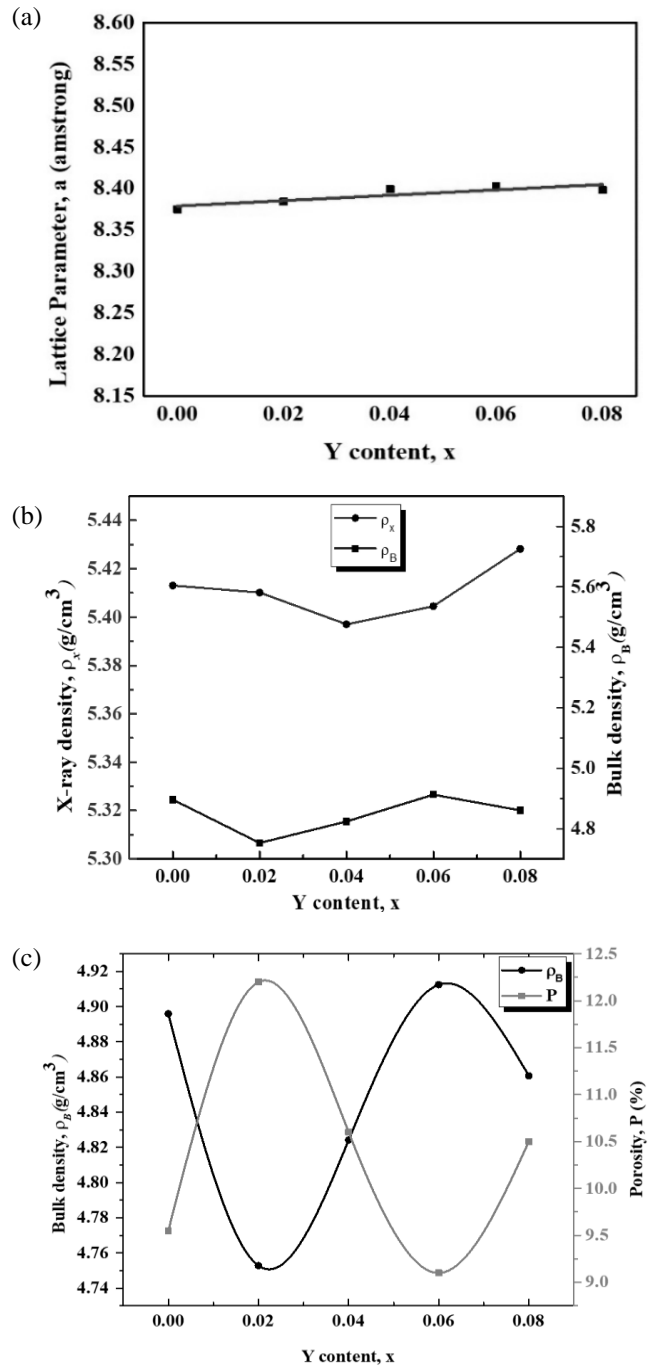 (a)
Lattice Parameter, a (amstrong)
8.60
8.55
8.50
8.45
8.40
8.35
8.30
8.25
8.20
8.15
0.00 0.02 0.04 0.06 0.08
Y content, x
(b)
X-ray density, ρx(g/cm3)
5.44
5.42
5.40
5.38
5.36
5.34
5.32
5.30
ρx
ρB
5.8
5.6
5.4
5.2
5.0
4.8
Bulk density, ρB(g/cm3)
0.00 0.02 0.04 0.06 0.08
Y content, x
(c)
Bulk density, ρB(g/cm3)
4.92
4.90
4.88
4.86
4.84
4.82
4.80
4.78
4.76
4.74
ρB
P
12.5
12.0
11.5
11.0
10.5
10.0
9.5
9.0
Porosity, P (%)
0.00 0.02 0.04 0.06 0.08
Y content, x